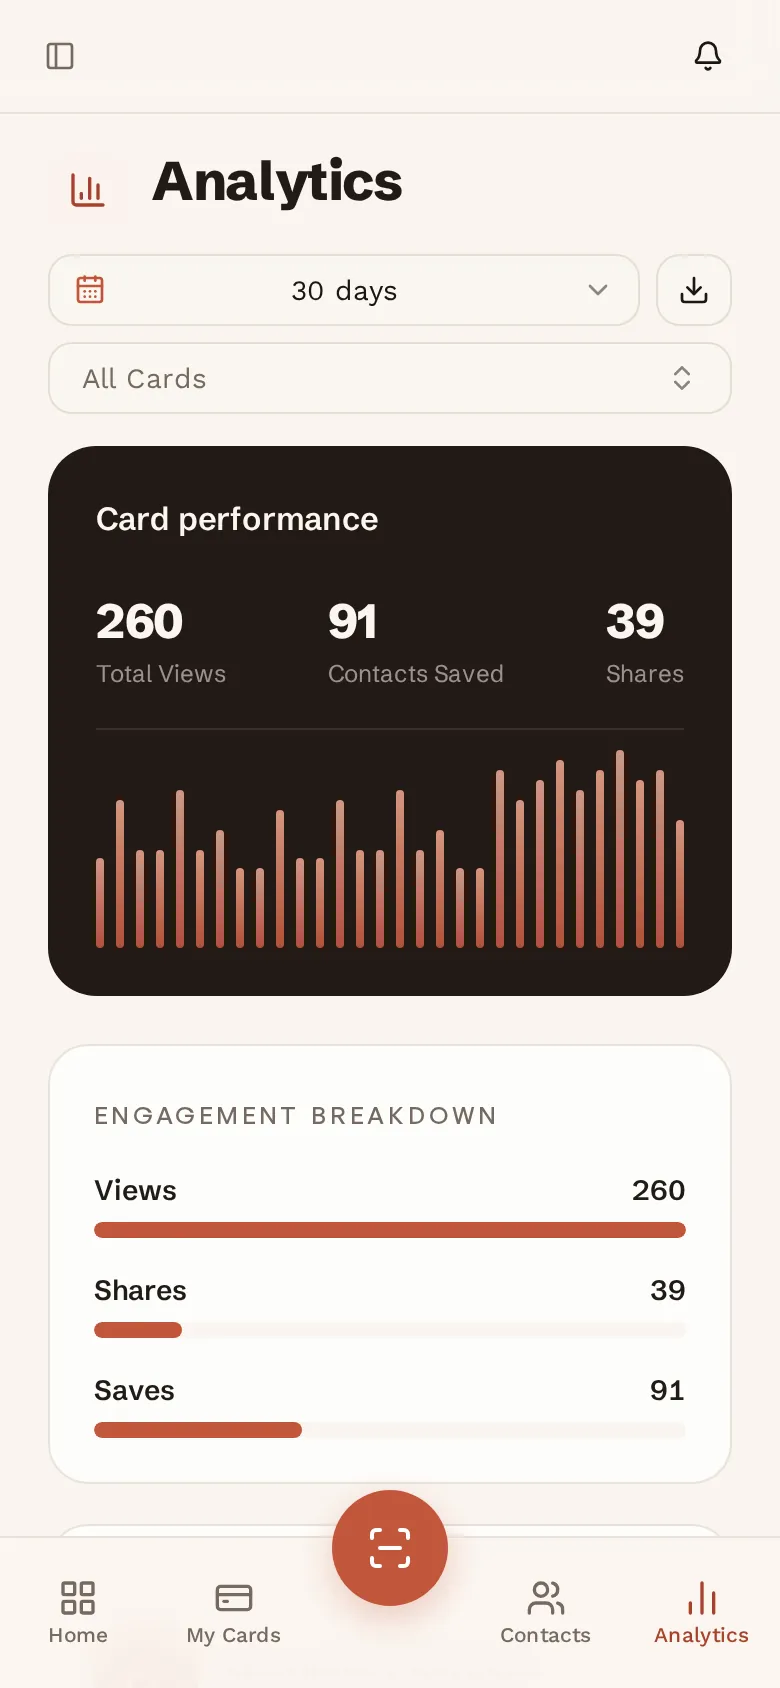 Analytics
30 days
All Cards
Card performance
260 91 39
Total Views Contacts Saved Shares
ENGAGEMENT BREAKDOWN
Views 260
Shares 39
Saves 91
Home My Cards Contacts Analytics